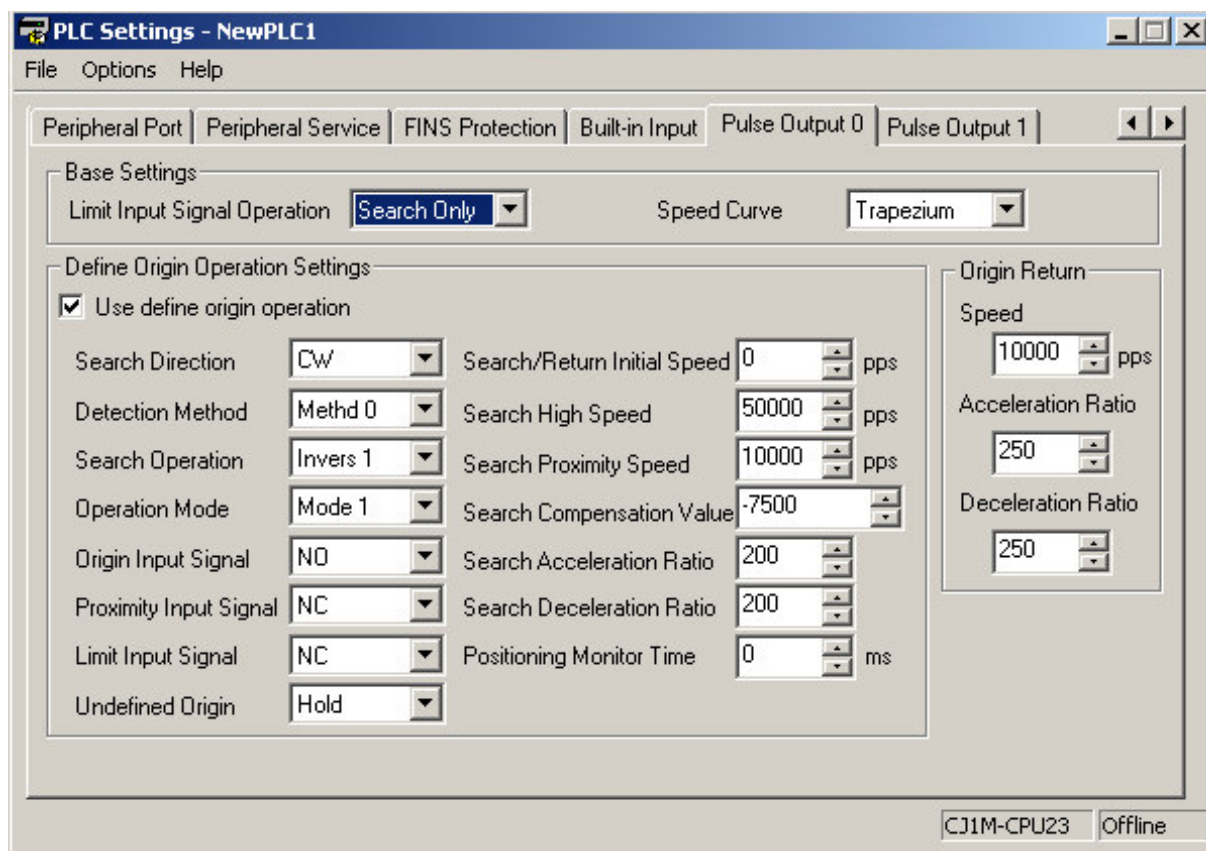 PLC Settings - NewPLC1
File Options Help
Peripheral Port Peripheral Service FINS Protection Built-in Input Pulse Output 0 Pulse Output 1
Base Settings
Limit Input Signal Operation Search Only Speed Curve Trapezium
Define Origin Operation Settings
Use define origin operation
Search Direction CW
Detection Method Methd 0
Search Operation Invers 1
Operation Mode Mode 1
Origin Input Signal NO
Proximity Input Signal NC
Limit Input Signal NC
Undefined Origin Hold
Search/Return Initial Speed 0 pps
Search High Speed 50000 pps
Search Proximity Speed 10000 pps
Search Compensation Value -7500
Search Acceleration Ratio 200
Search Deceleration Ratio 200
Positioning Monitor Time 0 ms
Origin Return
Speed
10000 pps
Acceleration Ratio
250
Deceleration Ratio
250
CJ1M-CPU23 Offline